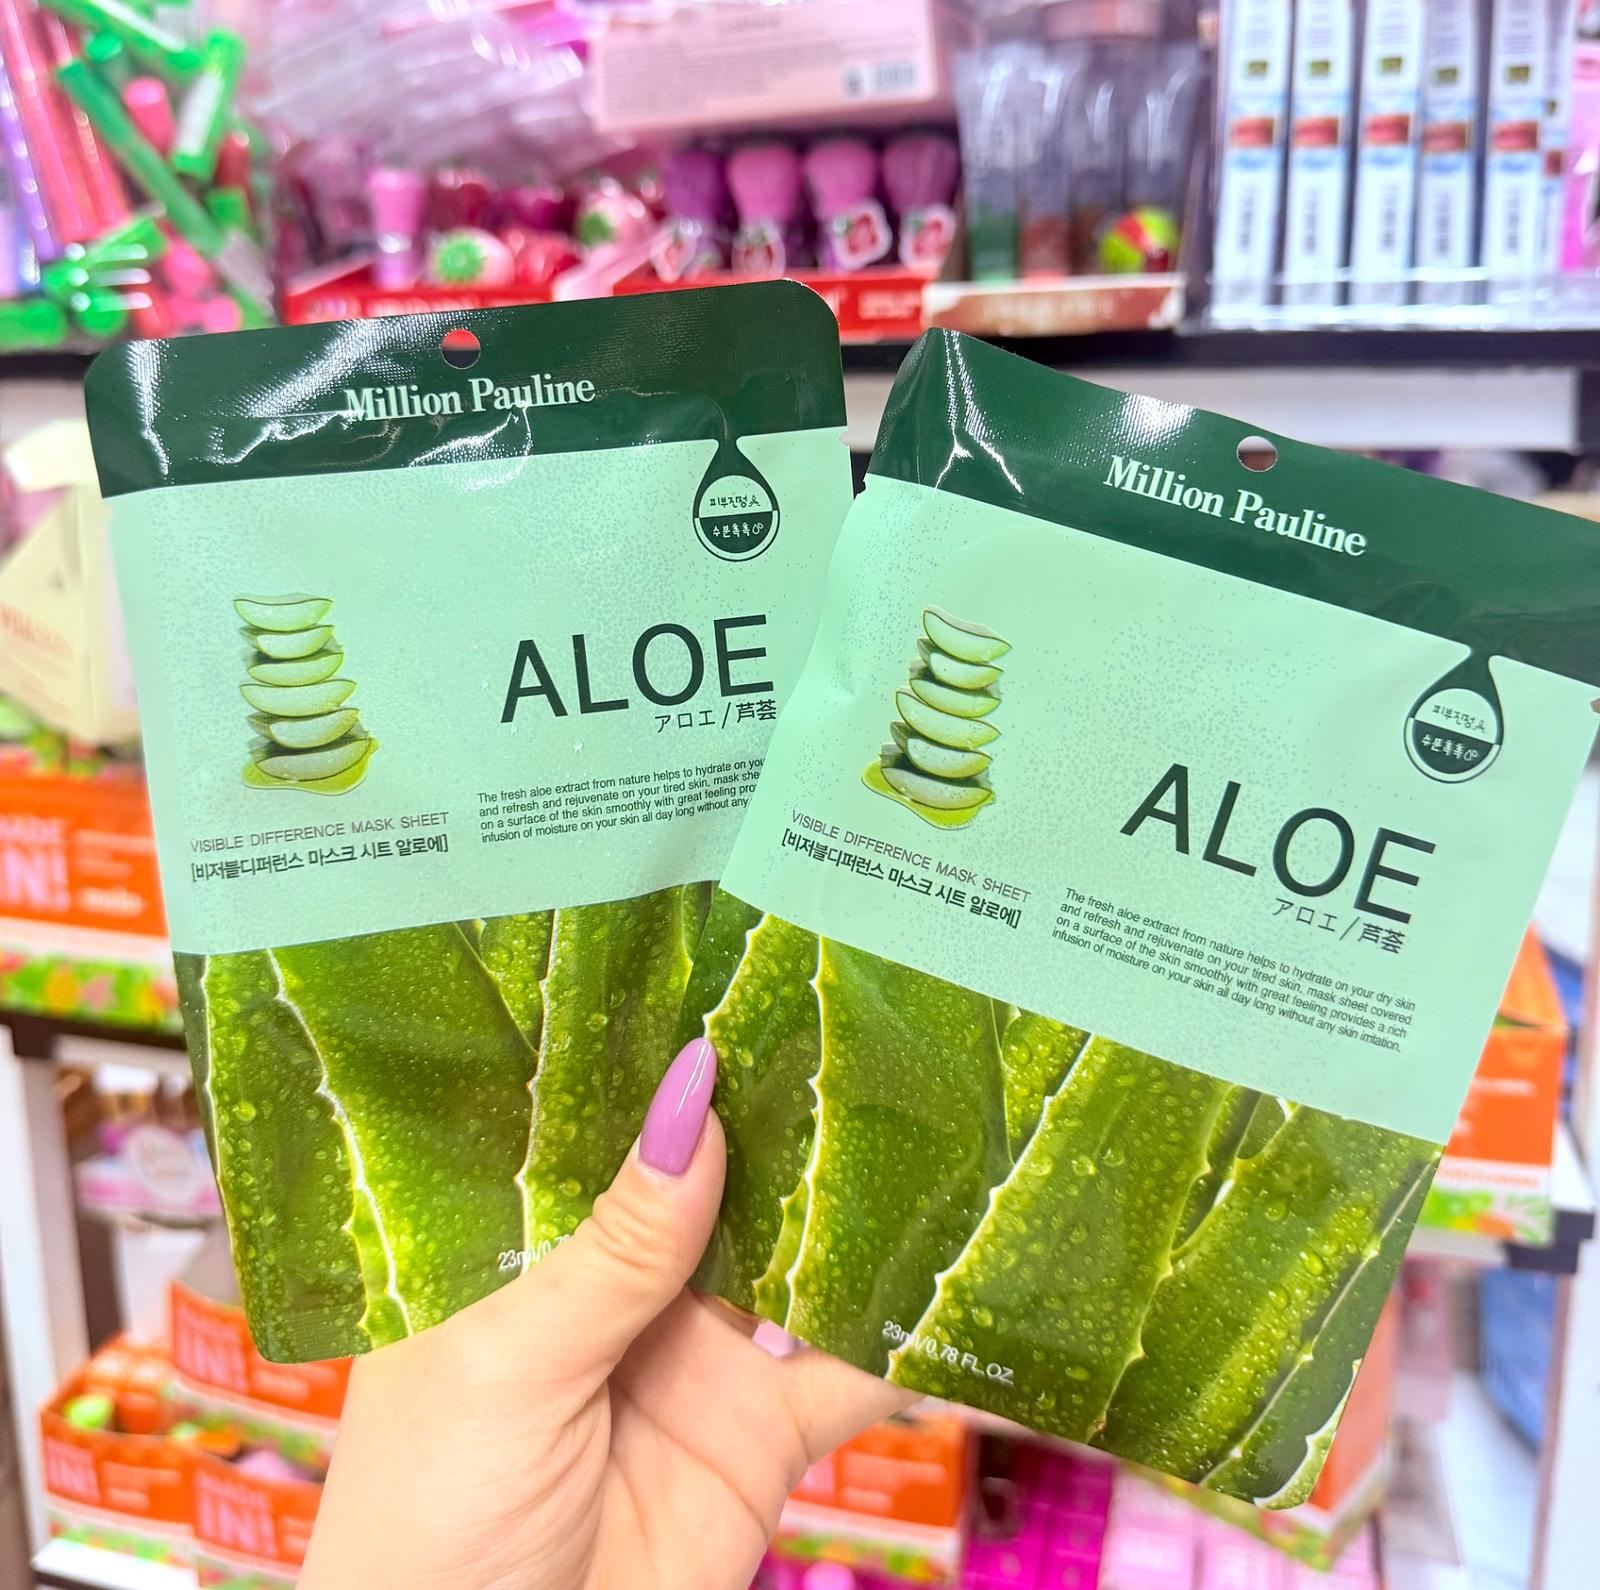 Million Pauline
피부진정
수분촉촉
ALOE
アロエ/芦荟
VISIBLE DIFFERENCE MASK SHEET
[비저블디퍼런스 마스크 시트 알로에]
The fresh aloe extract from nature helps to hydrate on you
and refresh and rejuvenate on your tired skin, mask she
on a surface of the skin smoothly with great feeling pro
infusion of moisture on your skin all day long without any
Million Pauline
피부진정
수분촉촉
ALOE
アロエ/芦荟
VISIBLE DIFFERENCE MASK SHEET
[비저블디퍼런스 마스크 시트 알로에]
The fresh aloe extract from nature helps to hydrate on your dry skin
and refresh and rejuvenate on your tired skin, mask sheet covered
on a surface of the skin smoothly with great feeling provides a rich
infusion of moisture on your skin all day long without any skin irritation.
23ml/0.78 FL.OZ